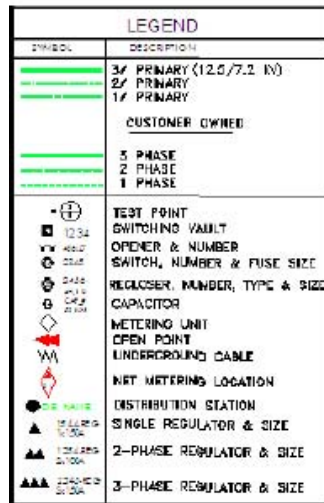 LEGEND
SYMBOL DESCRIPTION
3/ PRIMARY (12.5/7.2 KV)
2/ PRIMARY
1/ PRIMARY
CUSTOMER OWNED
3 PHASE
2 PHASE
1 PHASE
TEST POINT
1234 SWITCHING VAULT
OPENER & NUMBER
SWITCH, NUMBER & FUSE SIZE
RECLOSER, NUMBER, TYPE & SIZE
CAPACITOR
METERING UNIT
OPEN POINT
UNDERGROUND CABLE
NET METERING LOCATION
DISTRIBUTION STATION
SINGLE REGULATOR & SIZE
2-PHASE REGULATOR & SIZE
3-PHASE REGULATOR & SIZE